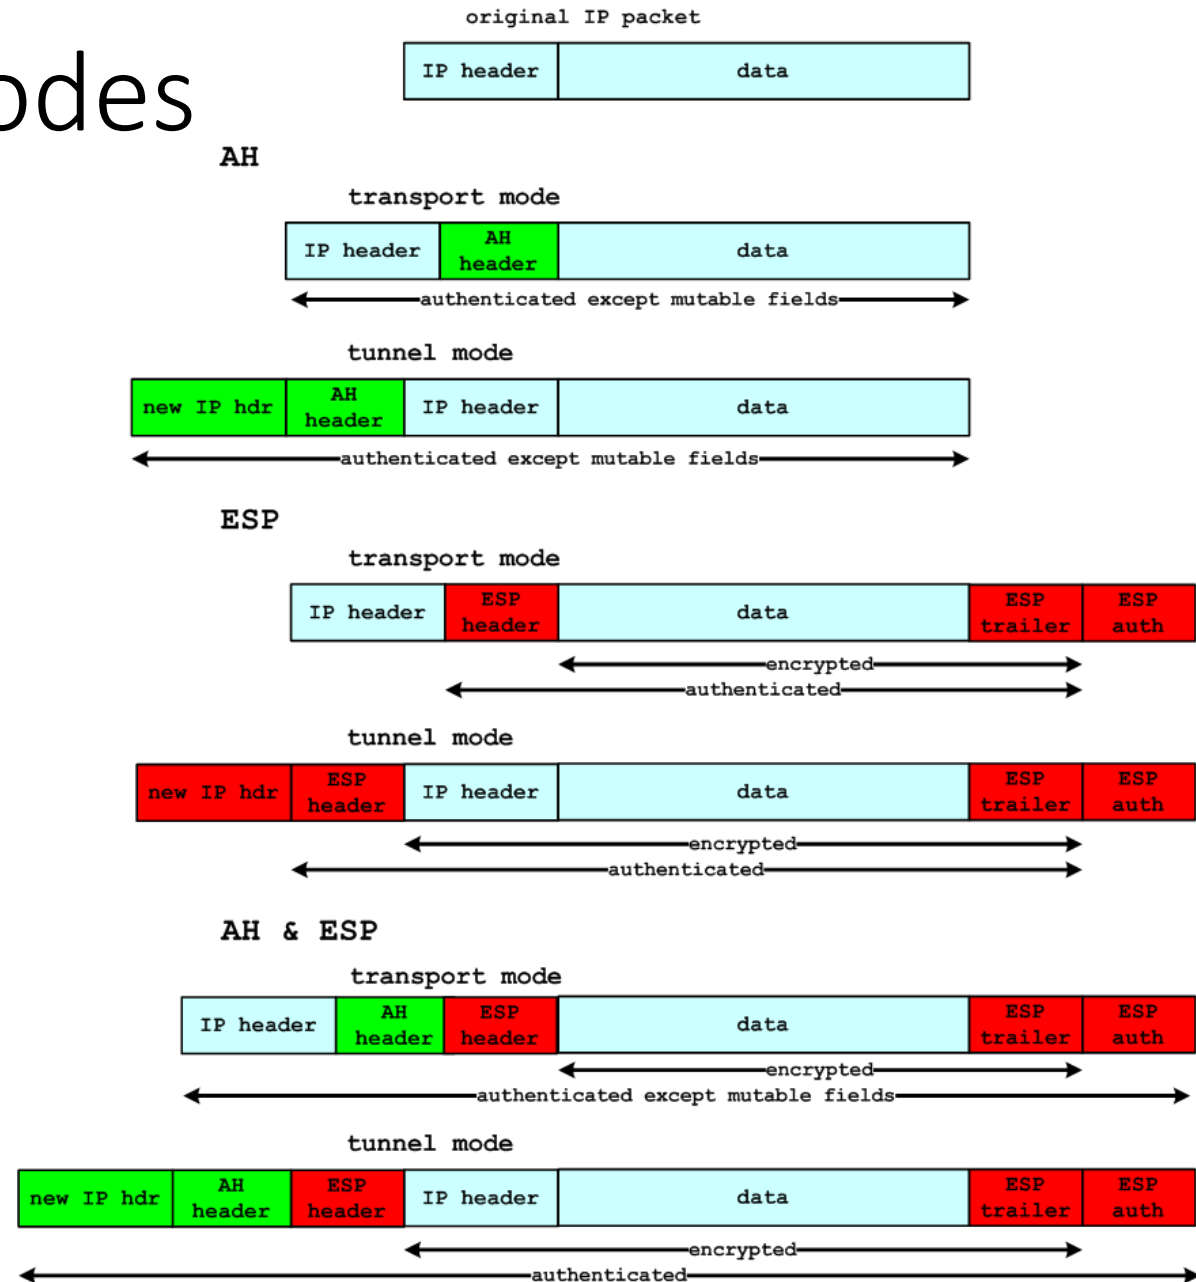 original IP packet
IP header data
odes
AH
transport mode
IP header AH header data
authenticated except mutable fields
tunnel mode
new IP hdr AH header IP header data
authenticated except mutable fields
ESP
transport mode
IP header ESP header data ESP trailer ESP auth
encrypted
authenticated
tunnel mode
new IP hdr ESP header IP header data ESP trailer ESP auth
encrypted
authenticated
AH & ESP
transport mode
IP header AH header ESP header data ESP trailer ESP auth
encrypted
authenticated except mutable fields
tunnel mode
new IP hdr AH header ESP header IP header data ESP trailer ESP auth
encrypted
authenticated